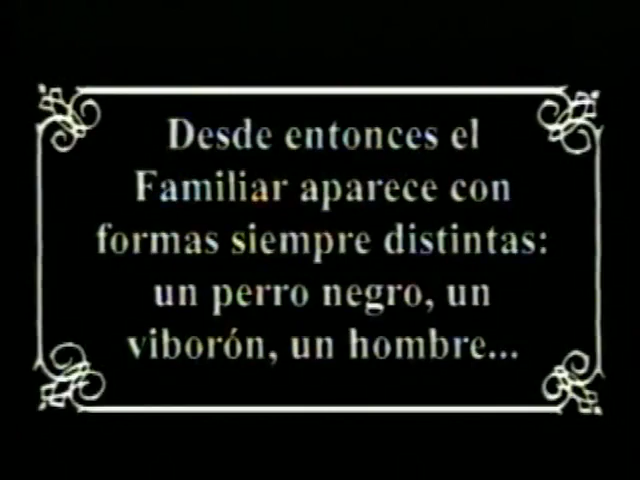 Desde entonces el
Familiar aparece con
formas siempre distintas:
un perro negro, un
viborón, un hombre...